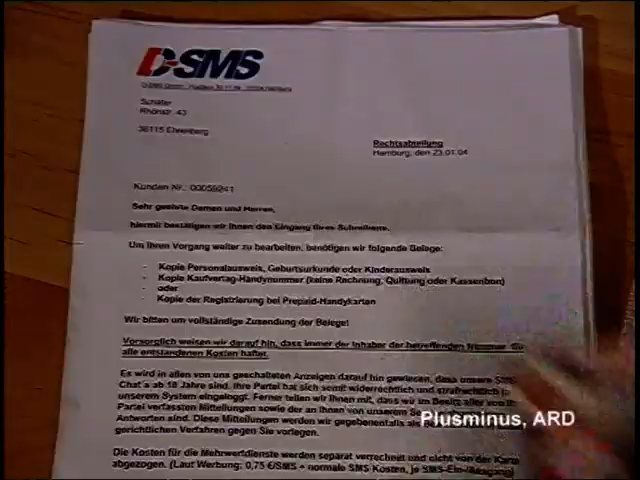 D-SMS
Schäfer
Rhönstr. 43
36115 Ehrenberg
Rechtsabteilung
Hamburg, den 23.01.04
Kunden Nr.: 00059241
Sehr geehrte Damen und Herren,
hiermit bestätigen wir Ihnen den Eingang Ihres Schreibens.
Um Ihren Vorgang weiter zu bearbeiten, benötigen wir folgende Belege:
- Kopie Personalausweis, Geburtsurkunde oder Kinderausweis
- Kopie Kaufvertag-Handynummer (keine Rechnung, Quittung oder Kassenbon)
- oder
- Kopie der Registrierung bei Prepaid-Handykarten
Wir bitten um vollständige Zusendung der Belege!
Vorsorglich weisen wir darauf hin, dass immer der Inhaber der betreffenden Nummer für
alle entstandenen Kosten haftet.
Es wird in allen von uns geschalteten Anzeigen darauf hin gewiesen, dass unsere SMS
Chat´s ab 18 Jahre sind. Ihre Partei hat sich somit widerrechtlich und strafrechtlich
unserem System eingeloggt. Ferner teilen wir Ihnen mit, dass wir im Besitz aller von
Partei verfassten Mitteilungen sowie der an Ihnen von unserem
Antworten sind. Diese Mitteilungen werden wir gegebenenfalls als
gerichtlichen Verfahren gegen Sie vorlegen.
Plusminus, ARD
Die Kosten für die Mehrwertdienste werden separat verrechnet und nicht von der Karte
abgezogen. (Laut Werbung: 0,75 €/SMS + normale SMS Kosten, je SMS-Ein-/Ausgang)